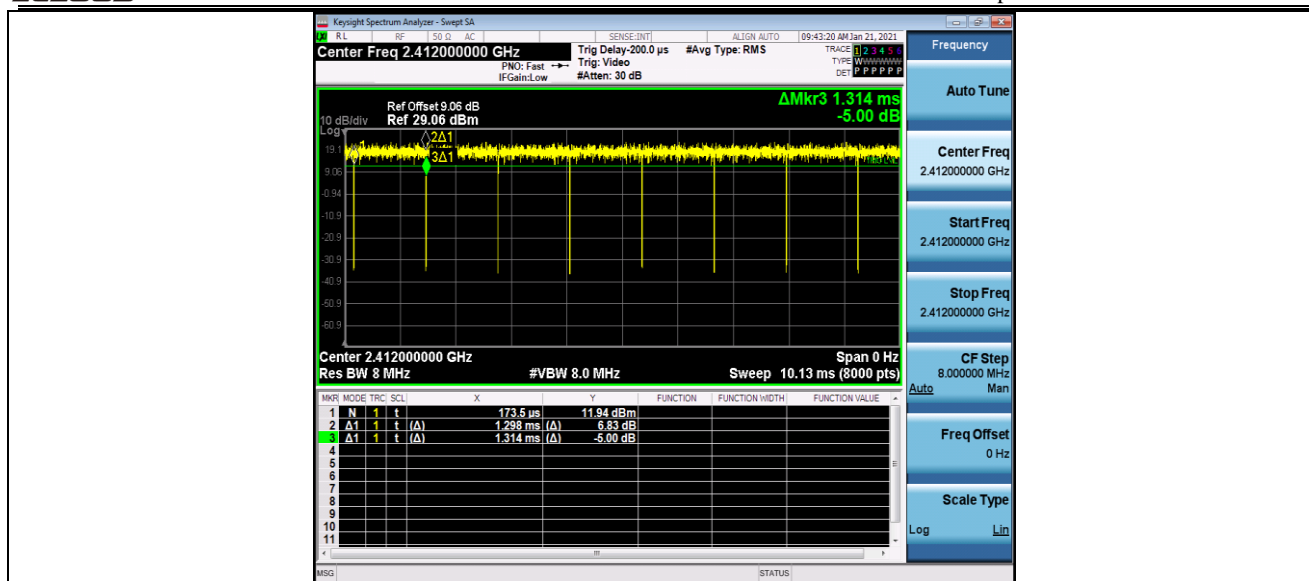 Keysight Spectrum Analyzer - Swept SA
RL RF 50 Ω AC SENSE:INT ALIGN AUTO 09:43:20 AM Jan 21, 2021
Center Freq 2.412000000 GHz
PNO: Fast
IFGain:Low
Trig Delay-200.0 µs
Trig: Video
#Atten: 30 dB
#Avg Type: RMS
TRACE 1 2 3 4 5 6
TYPE WWWWWW
DET P P P P P P
Frequency
ΔMkr3 1.314 ms
-5.00 dB
Ref Offset 9.06 dB
10 dB/div Ref 29.06 dBm
Log
1
2Δ1
3Δ1
19.1
9.06
-0.94
-10.9
-20.9
-30.9
-40.9
-50.9
-60.9
Center 2.412000000 GHz Span 0 Hz
Res BW 8 MHz #VBW 8.0 MHz Sweep 10.13 ms (8000 pts)
MKR MODE TRC SCL X Y FUNCTION FUNCTION WIDTH FUNCTION VALUE
1 N 1 t 173.5 µs 11.94 dBm
2 Δ1 1 t (Δ) 1.298 ms (Δ) 6.83 dB
3 Δ1 1 t (Δ) 1.314 ms (Δ) -5.00 dB
4
5
6
7
8
9
10
11
MSG STATUS
Auto Tune
Center Freq
2.412000000 GHz
Start Freq
2.412000000 GHz
Stop Freq
2.412000000 GHz
CF Step
8.000000 MHz
Auto Man
Freq Offset
0 Hz
Scale Type
Log Lin